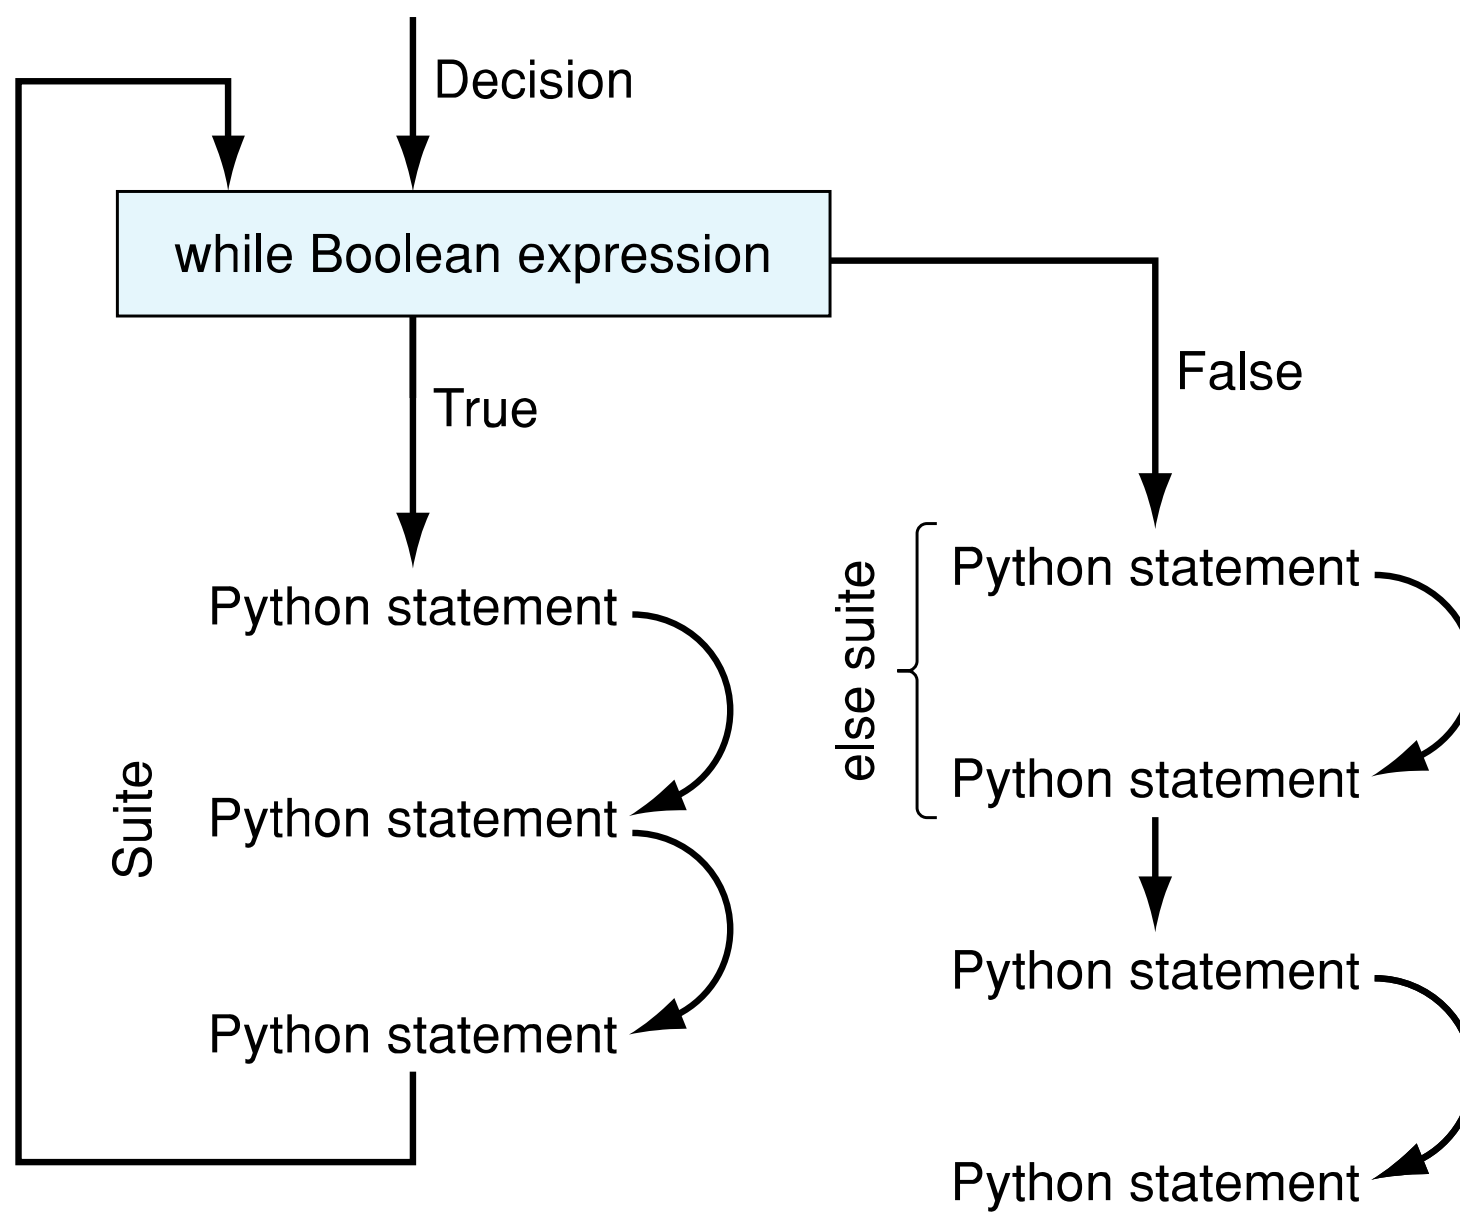 Decision
while Boolean expression
True
False
Suite
Python statement
Python statement
Python statement
else suite
Python statement
Python statement
Python statement
Python statement